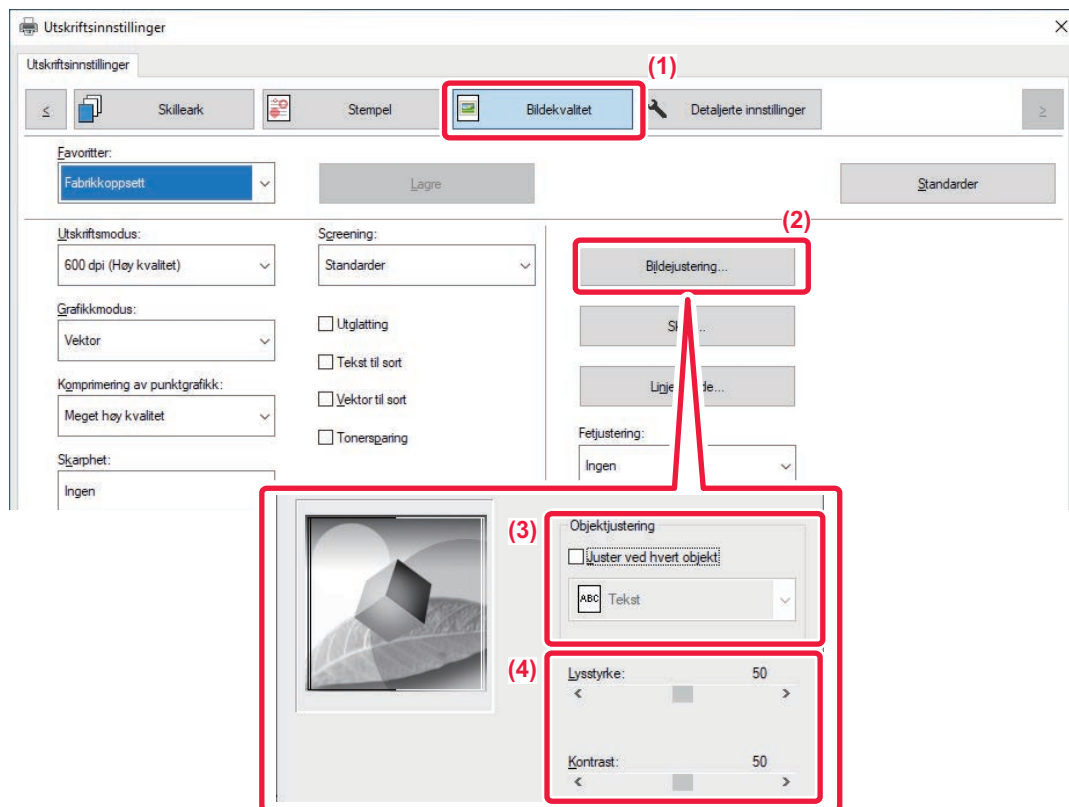 Utskriftsinnstillinger
Utskriftsinnstillinger
(1)
Skilleark
Stempel
Bildekvalitet
Detaljerte innstillinger
Favoritter:
Fabrikkoppsett
Lagre
Standarder
(2)
Utskriftsmodus:
600 dpi (Høy kvalitet)
Screening:
Standarder
Bildejustering...
Grafikkmodus:
Vektor
Utglatting
Tekst til sort
Komprimering av punktgrafikk:
Meget høy kvalitet
Vektor til sort
Tonersparing
Fetjustering:
Ingen
Skarphet:
Ingen
(3)
Objektjustering
Juster ved hvert objekt
ABC Tekst
(4)
Lysstyrke: 50
Kontrast: 50